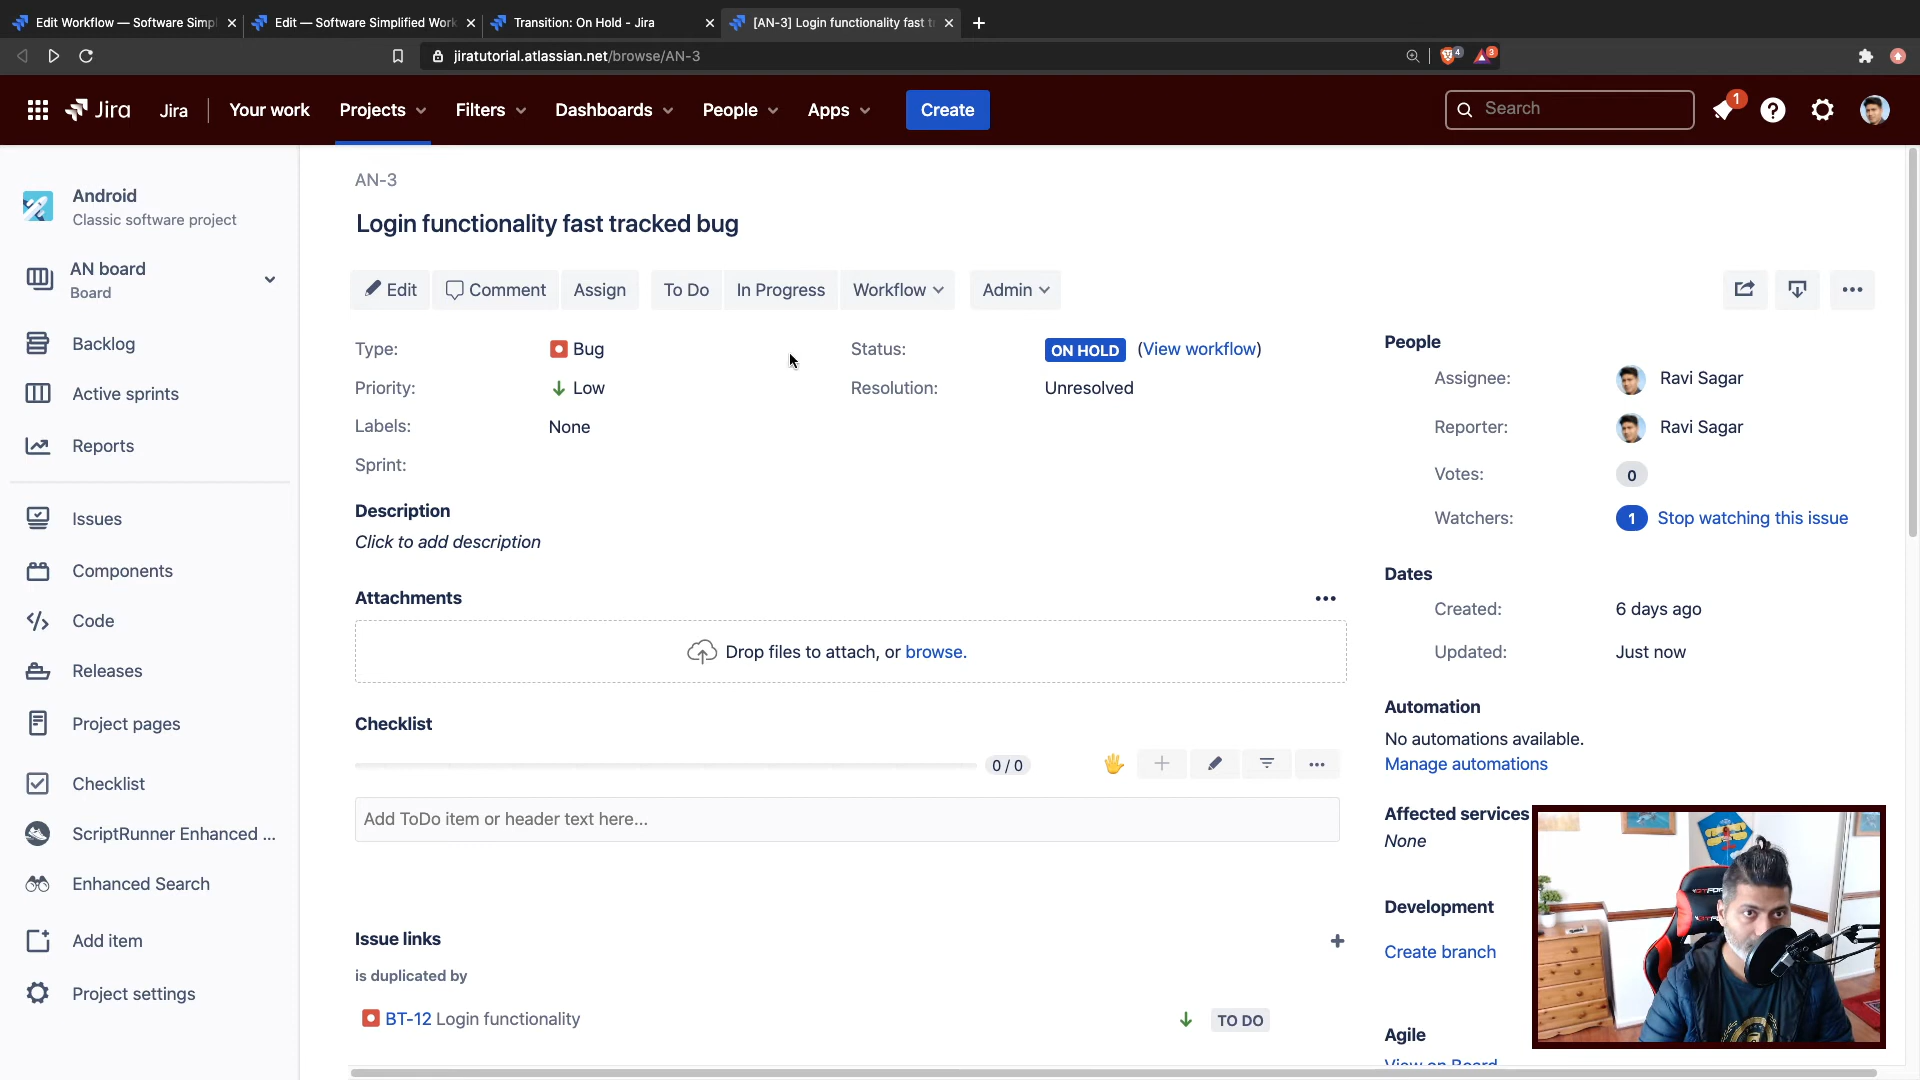 Edit Workflow — Software Simpl
Edit — Software Simplified Work
Transition: On Hold - Jira
[AN-3] Login functionality fast t
jiratutorial.atlassian.net/browse/AN-3
4
3
Jira
Jira
Your work
Projects
Filters
Dashboards
People
Apps
Create
Search
1
Android
Classic software project
AN board
Board
Backlog
Active sprints
Reports
Issues
Components
Code
Releases
Project pages
Checklist
ScriptRunner Enhanced ...
Enhanced Search
Add item
Project settings
AN-3
Login functionality fast tracked bug
Edit
Comment
Assign
To Do
In Progress
Workflow
Admin
Type:
Bug
Status:
ON HOLD
(View workflow)
Priority:
Low
Resolution:
Unresolved
Labels:
None
Sprint:
Description
Click to add description
Attachments
Drop files to attach, or browse.
Checklist
0 / 0
Add ToDo item or header text here...
Issue links
is duplicated by
BT-12 Login functionality
TO DO
People
Assignee:
Ravi Sagar
Reporter:
Ravi Sagar
Votes:
0
Watchers:
1
Stop watching this issue
Dates
Created:
6 days ago
Updated:
Just now
Automation
No automations available.
Manage automations
Affected services
None
Development
Create branch
Agile
View on Board